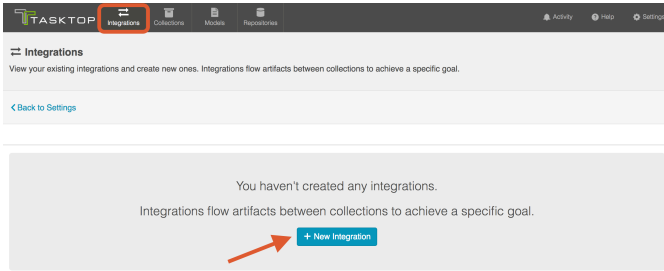 TASKTOP Integrations Collections Models Repositories Activity Help Settings
Integrations
View your existing integrations and create new ones. Integrations flow artifacts between collections to achieve a specific goal.
Back to Settings
You haven't created any integrations.
Integrations flow artifacts between collections to achieve a specific goal.
+ New Integration